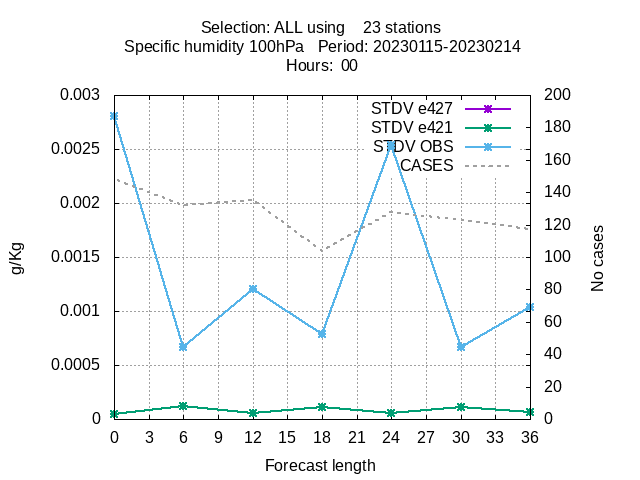 Selection: ALL using    23 stations
Specific humidity 100hPa   Period: 20230115-20230214
Hours:  00
0.003
0.0025
0.002
0.0015
0.001
0.0005
0
g/Kg
STDV e427
STDV e421
STDV OBS
CASES
200
180
160
140
120
100
80
60
40
20
0
No cases
0 3 6 9 12 15 18 21 24 27 30 33 36
Forecast length